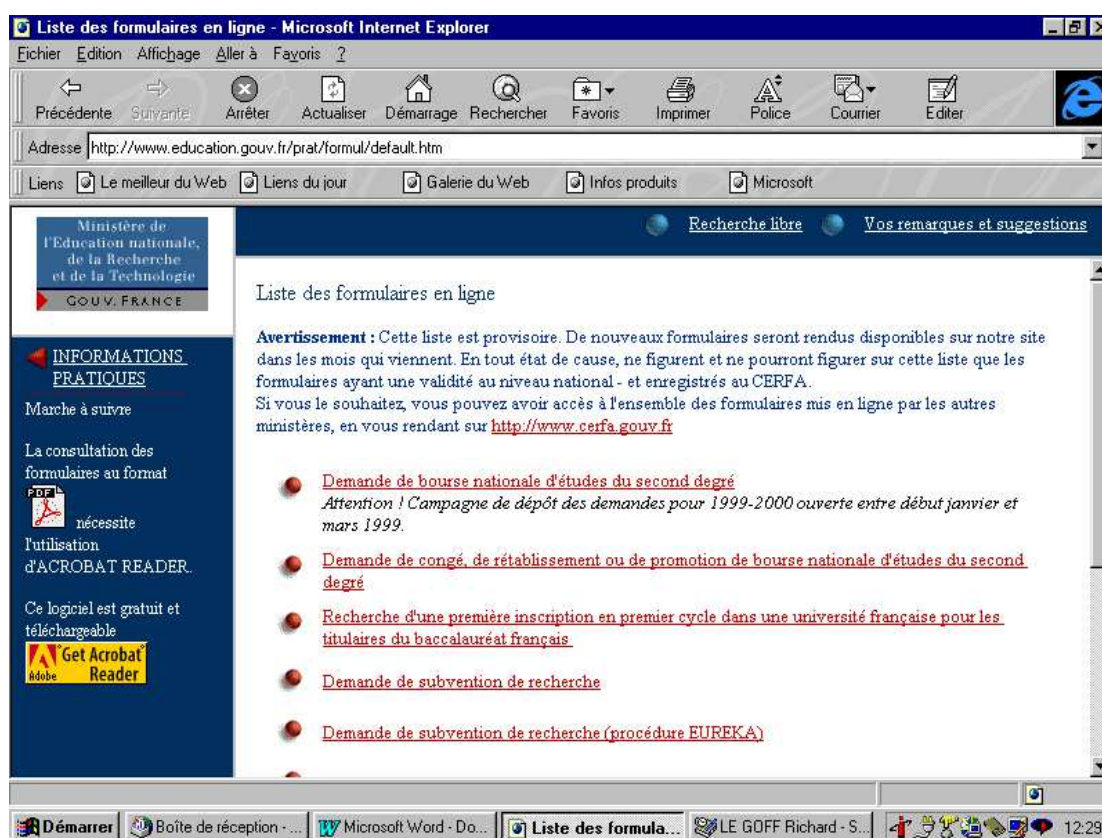 Liste des formulaires en ligne - Microsoft Internet Explorer
Fichier Edition Affichage Aller à Favoris ?
Précédente Suivante Arrêter Actualiser Démarrage Rechercher Favoris Imprimer Police Courrier Editer
Adresse http://www.education.gouv.fr/prat/formul/default.htm
Liens Le meilleur du Web Liens du jour Galerie du Web Infos produits Microsoft
Ministère de
l'Education nationale,
de la Recherche
et de la Technologie
GOUV. FRANCE
Recherche libre Vos remarques et suggestions
INFORMATIONS
PRATIQUES
Marche à suivre
La consultation des
formulaires au format
PDF
nécessite
l'utilisation
d'ACROBAT READER.
Ce logiciel est gratuit et
téléchargeable
Get Acrobat
Adobe Reader
Liste des formulaires en ligne
Avertissement : Cette liste est provisoire. De nouveaux formulaires seront rendus disponibles sur notre site
dans les mois qui viennent. En tout état de cause, ne figurent et ne pourront figurer sur cette liste que les
formulaires ayant une validité au niveau national - et enregistrés au CERFA.
Si vous le souhaitez, vous pouvez avoir accès à l'ensemble des formulaires mis en ligne par les autres
ministères, en vous rendant sur http://www.cerfa.gouv.fr
Demande de bourse nationale d'études du second degré
Attention ! Campagne de dépôt des demandes pour 1999-2000 ouverte entre début janvier et
mars 1999.
Demande de congé, de rétablissement ou de promotion de bourse nationale d'études du second
degré
Recherche d'une première inscription en premier cycle dans une université française pour les
titulaires du baccalauréat français
Demande de subvention de recherche
Demande de subvention de recherche (procédure EUREKA)
Démarrer Boîte de réception - ... Microsoft Word - Do... Liste des formula... LE GOFF Richard - S... 12:29